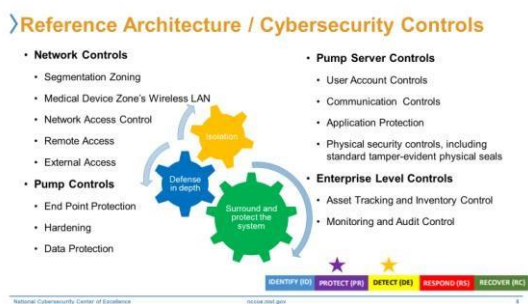 Reference Architecture / Cybersecurity Controls
• Network Controls
• Segmentation Zoning
• Medical Device Zone's Wireless LAN
• Network Access Control
• Remote Access
• External Access
• Pump Controls
• End Point Protection
• Hardening
• Data Protection
Isolation
Defense
in depth
Surround and
protect the
system
• Pump Server Controls
• User Account Controls
• Communication Controls
• Application Protection
• Physical security controls, including
standard tamper-evident physical seals
• Enterprise Level Controls
• Asset Tracking and Inventory Control
• Monitoring and Audit Control
IDENTIFY (ID) PROTECT (PR) DETECT (DE) RESPOND (RS) RECOVER (RC)
National Cybersecurity Center of Excellence nccoe.nist.gov